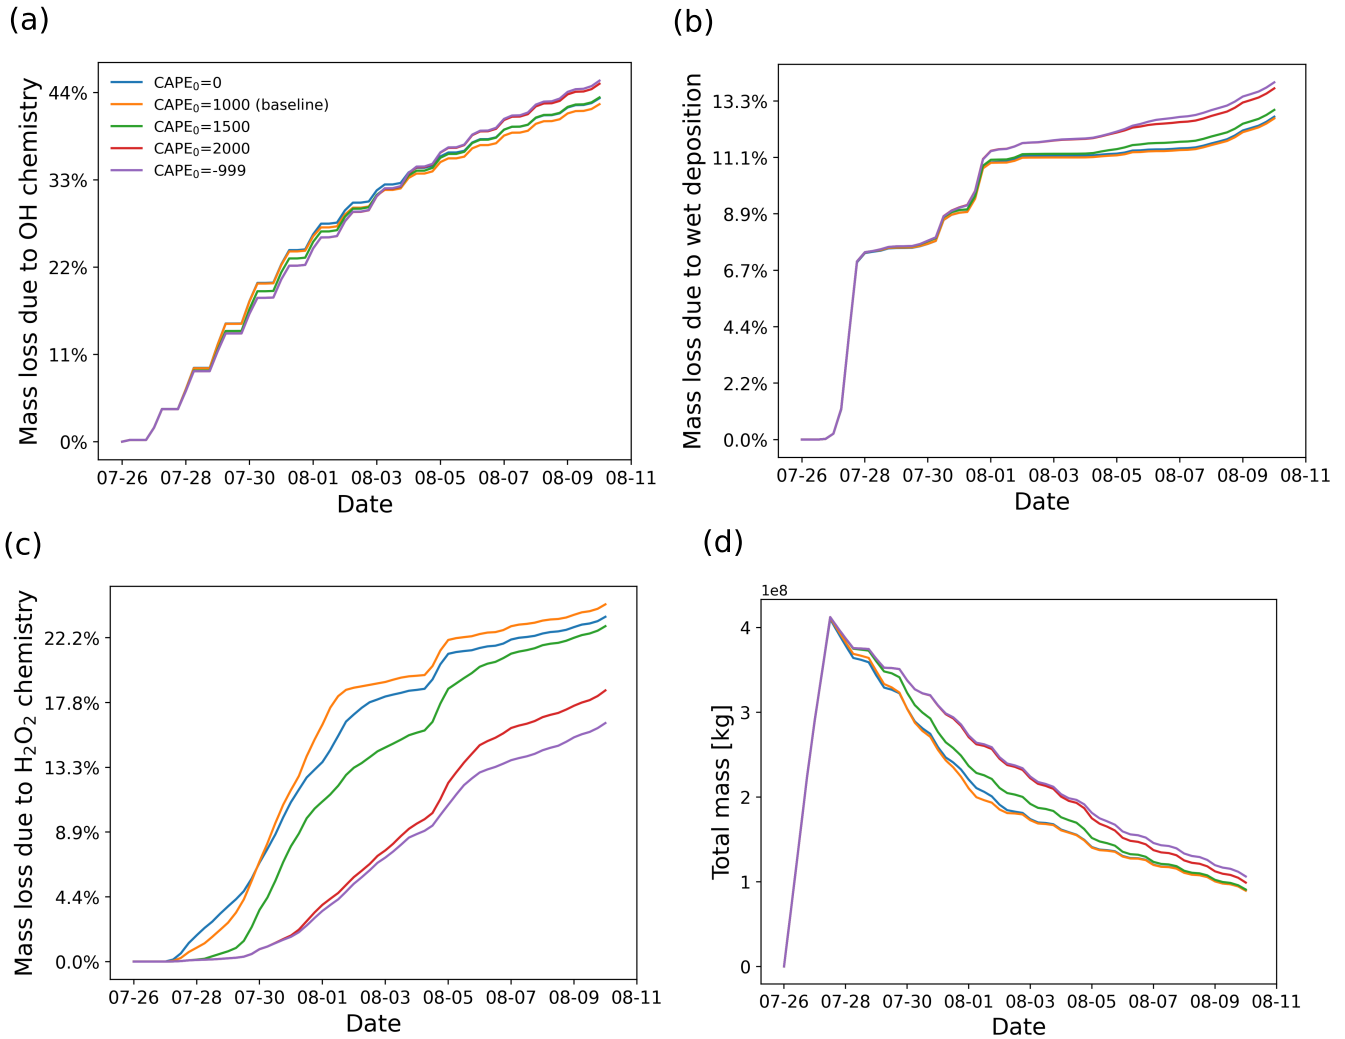 (a)
Mass loss due to OH chemistry
44%
33%
22%
11%
0%
CAPE₀=0
CAPE₀=1000 (baseline)
CAPE₀=1500
CAPE₀=2000
CAPE₀=-999
07-26 07-28 07-30 08-01 08-03 08-05 08-07 08-09 08-11
Date
(b)
Mass loss due to wet deposition
13.3%
11.1%
8.9%
6.7%
4.4%
2.2%
0.0%
07-26 07-28 07-30 08-01 08-03 08-05 08-07 08-09 08-11
Date
(c)
Mass loss due to H₂O₂ chemistry
22.2%
17.8%
13.3%
8.9%
4.4%
0.0%
07-26 07-28 07-30 08-01 08-03 08-05 08-07 08-09 08-11
Date
(d)
1e8
Total mass [kg]
4
3
2
1
0
07-26 07-28 07-30 08-01 08-03 08-05 08-07 08-09 08-11
Date